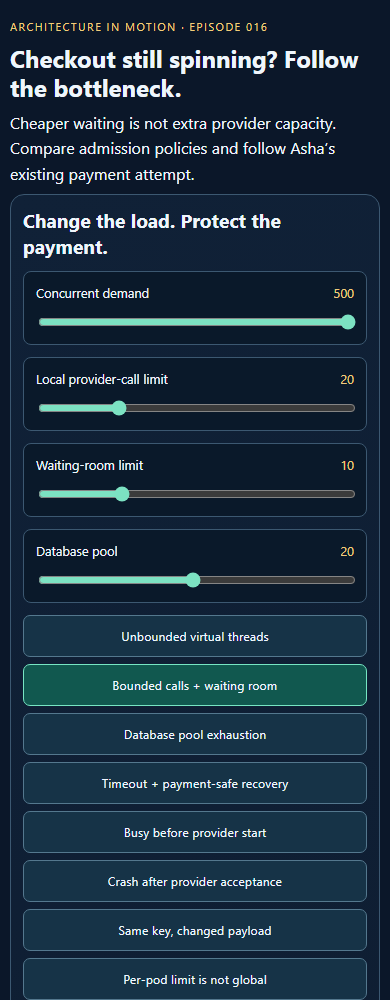 ARCHITECTURE IN MOTION · EPISODE 016
Checkout still spinning? Follow
the bottleneck.
Cheaper waiting is not extra provider capacity.
Compare admission policies and follow Asha's
existing payment attempt.
Change the load. Protect the
payment.
Concurrent demand 500
Local provider-call limit 20
Waiting-room limit 10
Database pool 20
Unbounded virtual threads
Bounded calls + waiting room
Database pool exhaustion
Timeout + payment-safe recovery
Busy before provider start
Crash after provider acceptance
Same key, changed payload
Per-pod limit is not global